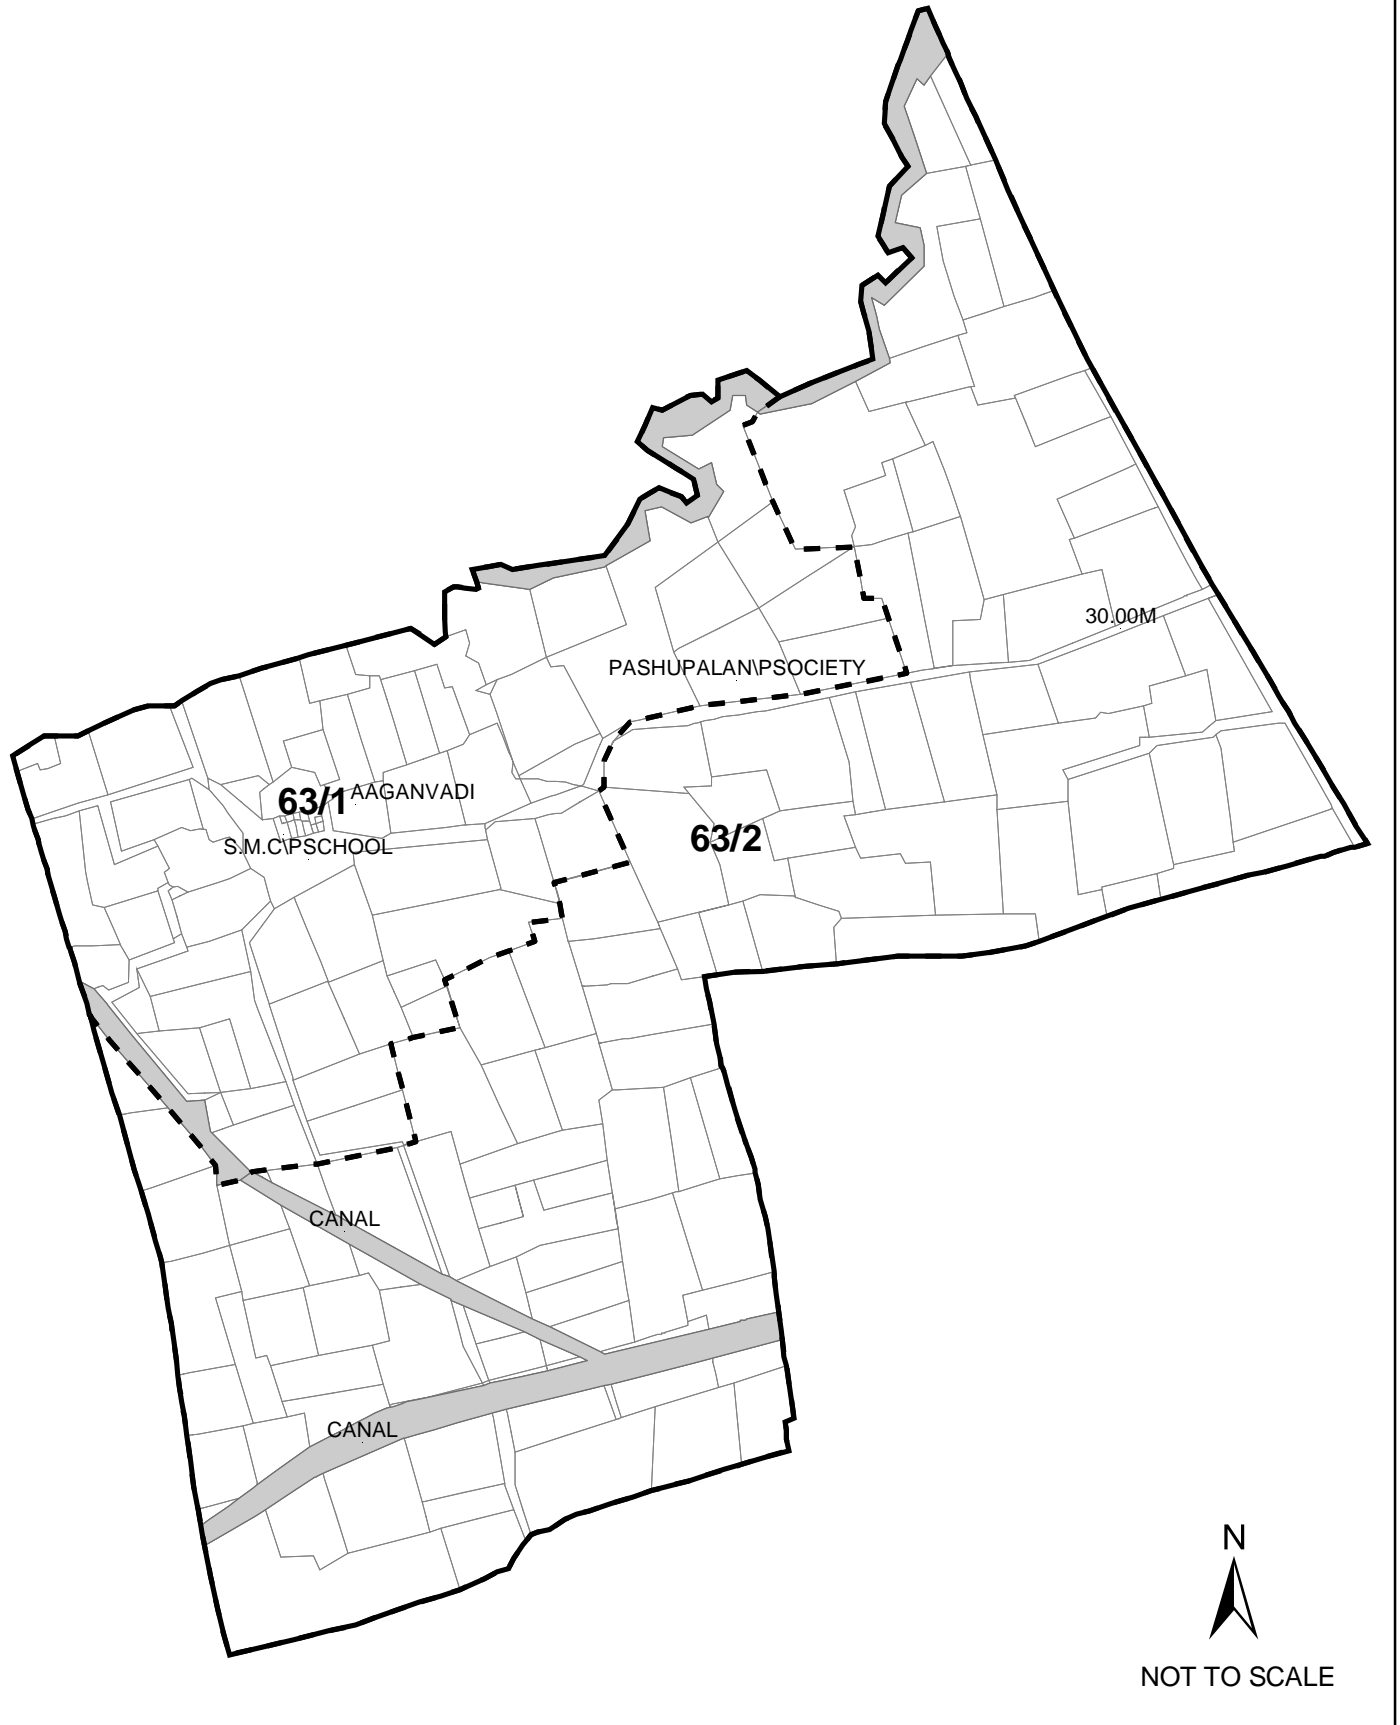 30.00M
PASHUPALAN\PSOCIETY
63/1
AAGANVADI
63/2
S.M.C\PSCHOOL
CANAL
CANAL
N
NOT TO SCALE